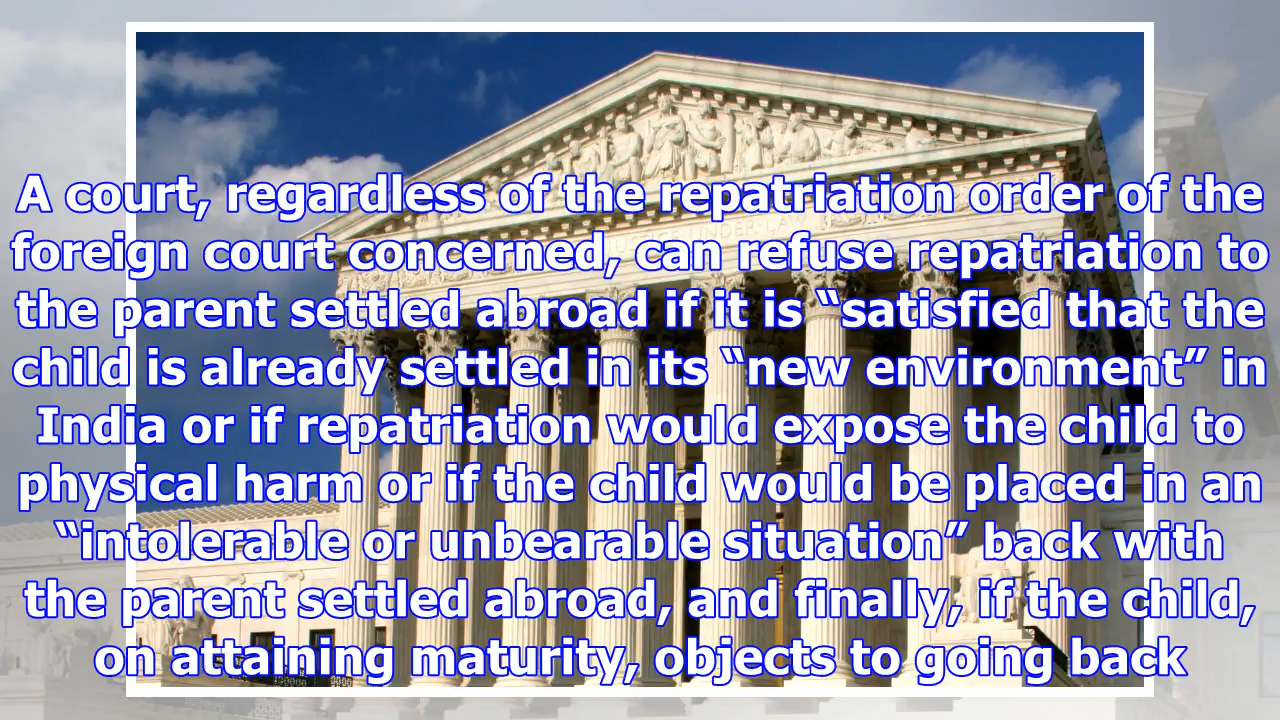 A court, regardless of the repatriation order of the
foreign court concerned, can refuse repatriation to
the parent settled abroad if it is “satisfied that the
child is already settled in its “new environment” in
India or if repatriation would expose the child to
physical harm or if the child would be placed in an
“intolerable or unbearable situation” back with
the parent settled abroad, and finally, if the child,
on attaining maturity, objects to going back